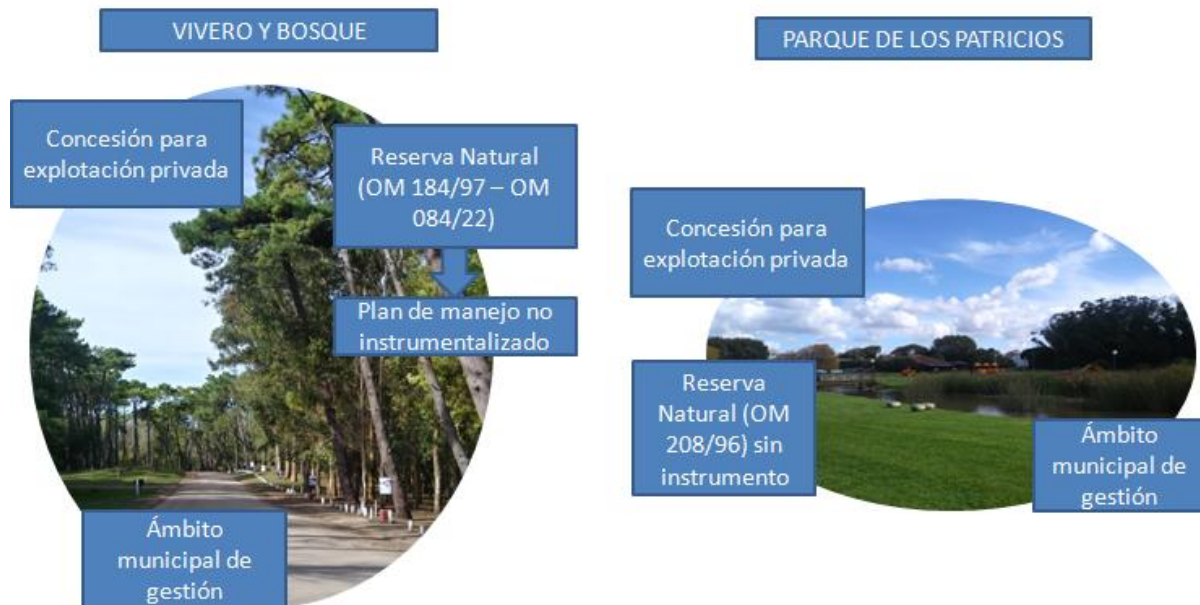 VIVERO Y BOSQUE
Concesión para
explotación privada
Reserva Natural
(OM 184/97 – OM
084/22)
Plan de manejo no
instrumentalizado
Ámbito
municipal de
gestión
PARQUE DE LOS PATRICIOS
Concesión para
explotación privada
Reserva
Natural (OM
208/96) sin
instrumento
Ámbito
municipal de
gestión